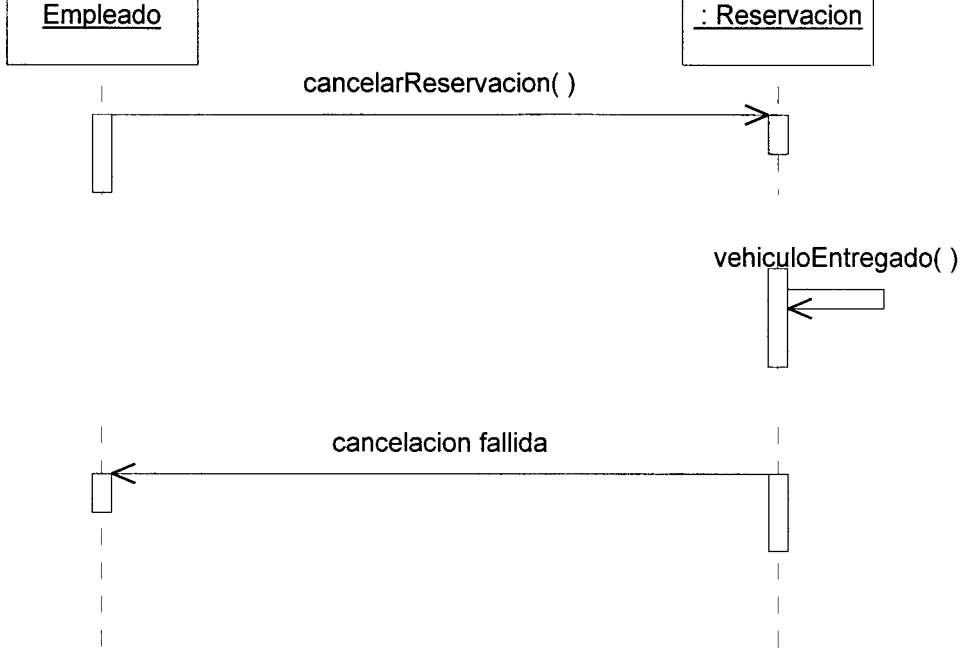 Empleado
: Reservacion
cancelarReservacion( )
vehiculoEntregado( )
cancelacion fallida